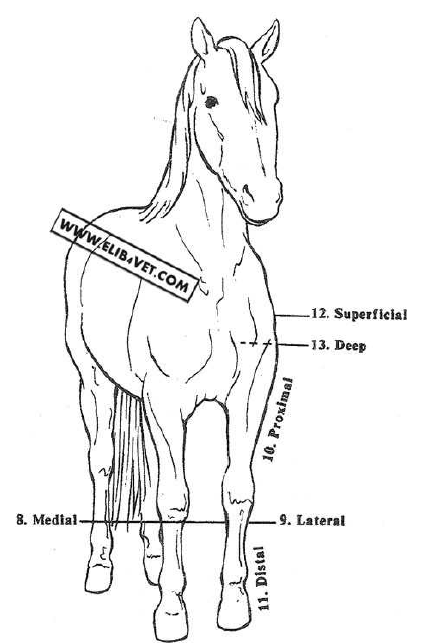 WWW.ELIB4VET.COM
12. Superficial
13. Deep
10. Proximal
8. Medial
9. Lateral
11. Distal